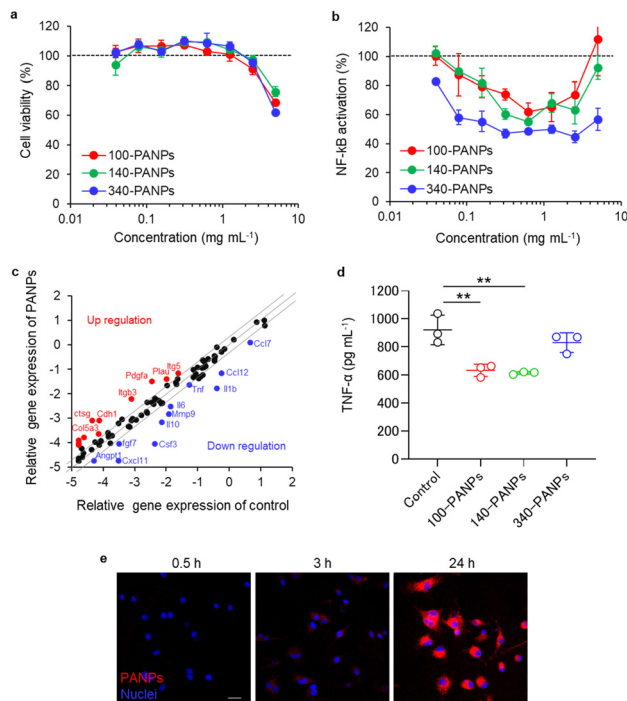 a
Cell viability (%)
120
100
80
60
40
20
0
100-PANPs
140-PANPs
340-PANPs
0.01
0.1
1
10
Concentration (mg mL-1)
b
NF-kB activation (%)
120
100
80
60
40
20
0
100-PANPs
140-PANPs
340-PANPs
0.01
0.1
1
10
Concentration (mg mL-1)
c
Relative gene expression of PANPs
2
1
0
-1
-2
-3
-4
-5
Up regulation
Ccl7
Itg5
Plau
Pdgfa
Ccl12
Tnf
Il1b
Itgb3
Il6
Mmp9
ctsg
Cdh1
Il10
Col5a3
Down regulation
fgf7
Csf3
Angpt1
Cxcl11
-5 -4 -3 -2 -1 0 1 2
Relative gene expression of control
d
TNF-α (pg mL-1)
1200
1000
800
600
400
200
0
**
**
Control
100-PANPs
140-PANPs
340-PANPs
e
0.5 h
3 h
24 h
PANPs
Nuclei